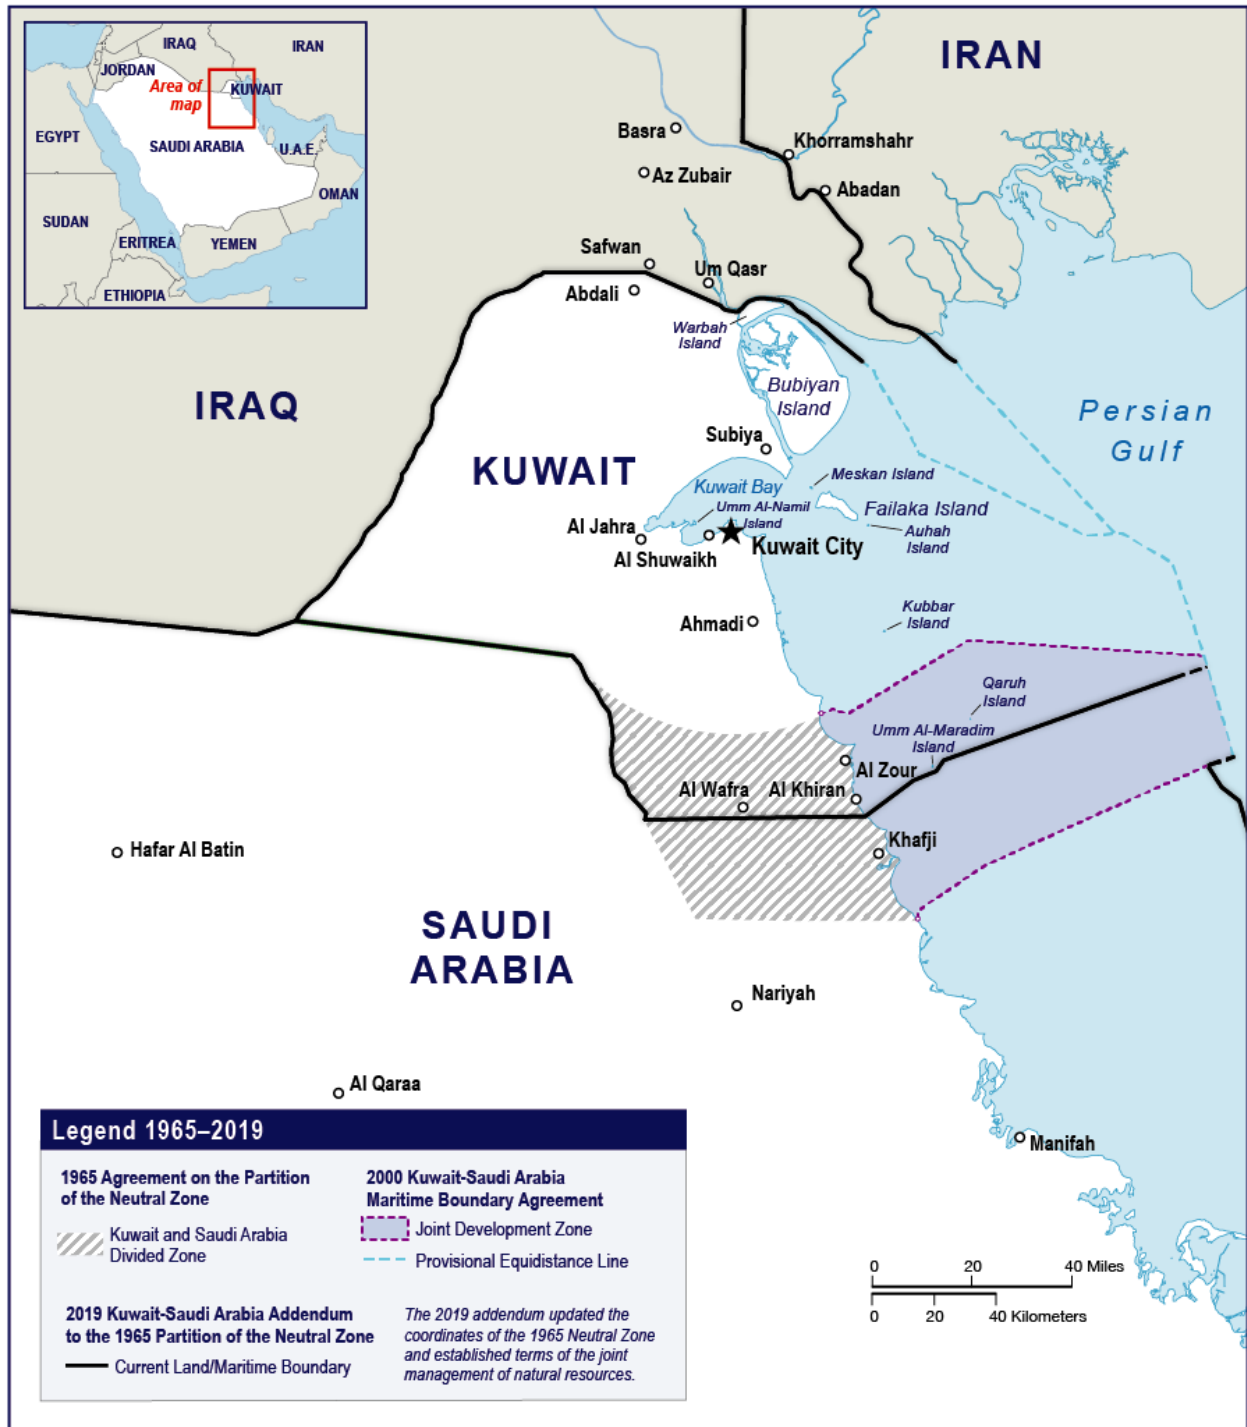 IRAQ
IRAN
JORDAN
Area of
map
KUWAIT
EGYPT
SAUDI ARABIA
U.A.E.
OMAN
SUDAN
ERITREA
YEMEN
ETHIOPIA
IRAN
Basra
Khorramshahr
Az Zubair
Abadan
Safwan
Um Qasr
Abdali
Warbah
Island
Bubiyan
Island
IRAQ
Persian
Gulf
Subiya
KUWAIT
Kuwait Bay
Meskan Island
Umm Al-Namil
Island
Failaka Island
Auhah
Island
Al Jahra
Al Shuwaikh
Kuwait City
Ahmadi
Kubbar
Island
Qaruh
Island
Umm Al-Maradim
Island
Al Zour
Al Wafra
Al Khiran
Khafji
Hafar Al Batin
SAUDI
ARABIA
Nariyah
Al Qaraa
Manifah
Legend 1965–2019
1965 Agreement on the Partition
of the Neutral Zone
Kuwait and Saudi Arabia
Divided Zone
2000 Kuwait-Saudi Arabia
Maritime Boundary Agreement
Joint Development Zone
Provisional Equidistance Line
2019 Kuwait-Saudi Arabia Addendum
to the 1965 Partition of the Neutral Zone
Current Land/Maritime Boundary
The 2019 addendum updated the
coordinates of the 1965 Neutral Zone
and established terms of the joint
management of natural resources.
0 20 40 Miles
0 20 40 Kilometers